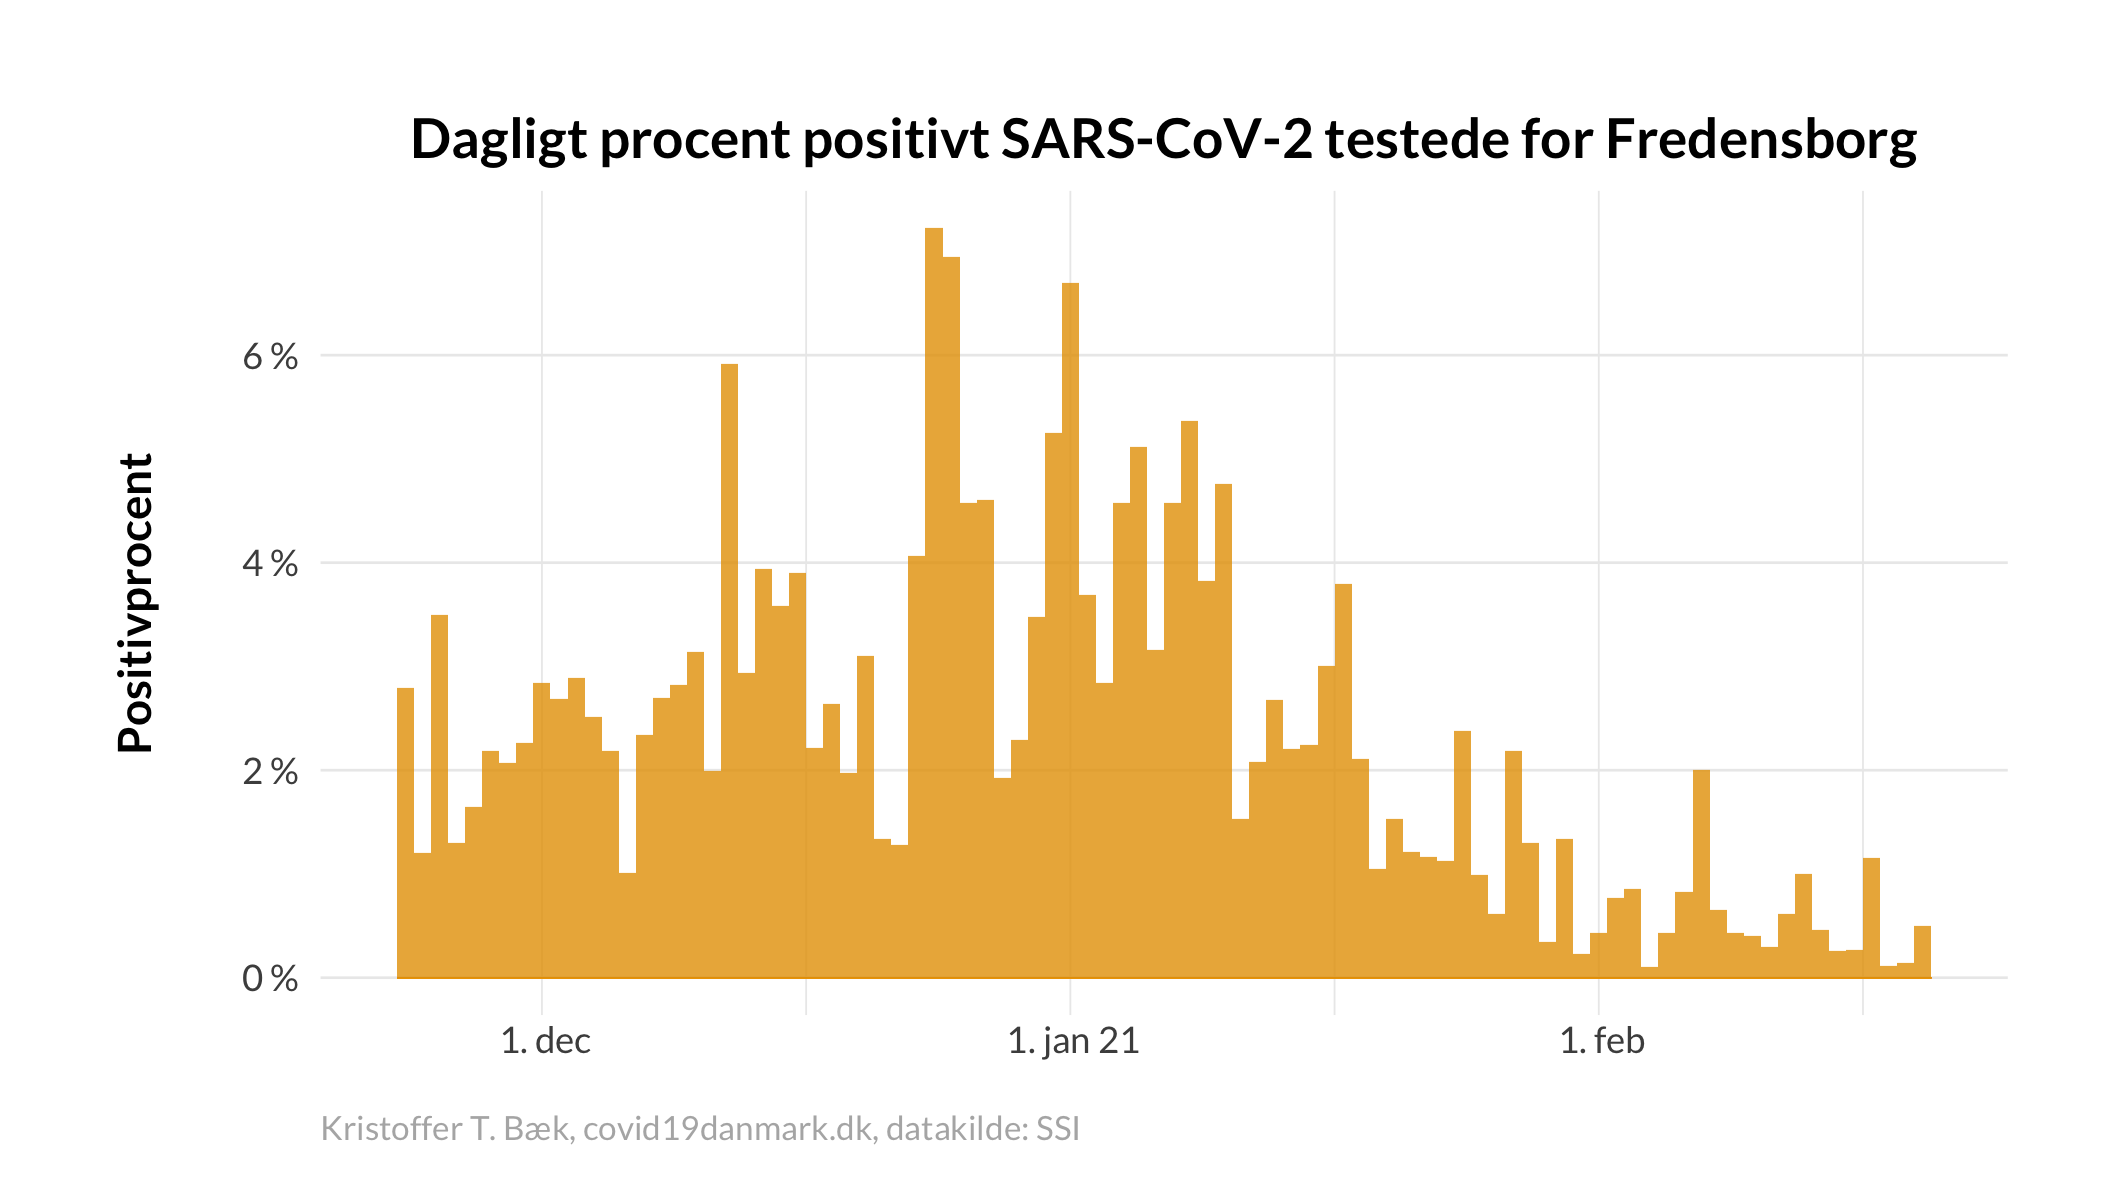 Dagligt procent positivt SARS-CoV-2 testede for Fredensborg
Positivprocent
6 %
4 %
2 %
0 %
1. dec
1. jan 21
1. feb
Kristoffer T. Bæk, covid19danmark.dk, datakilde: SSI